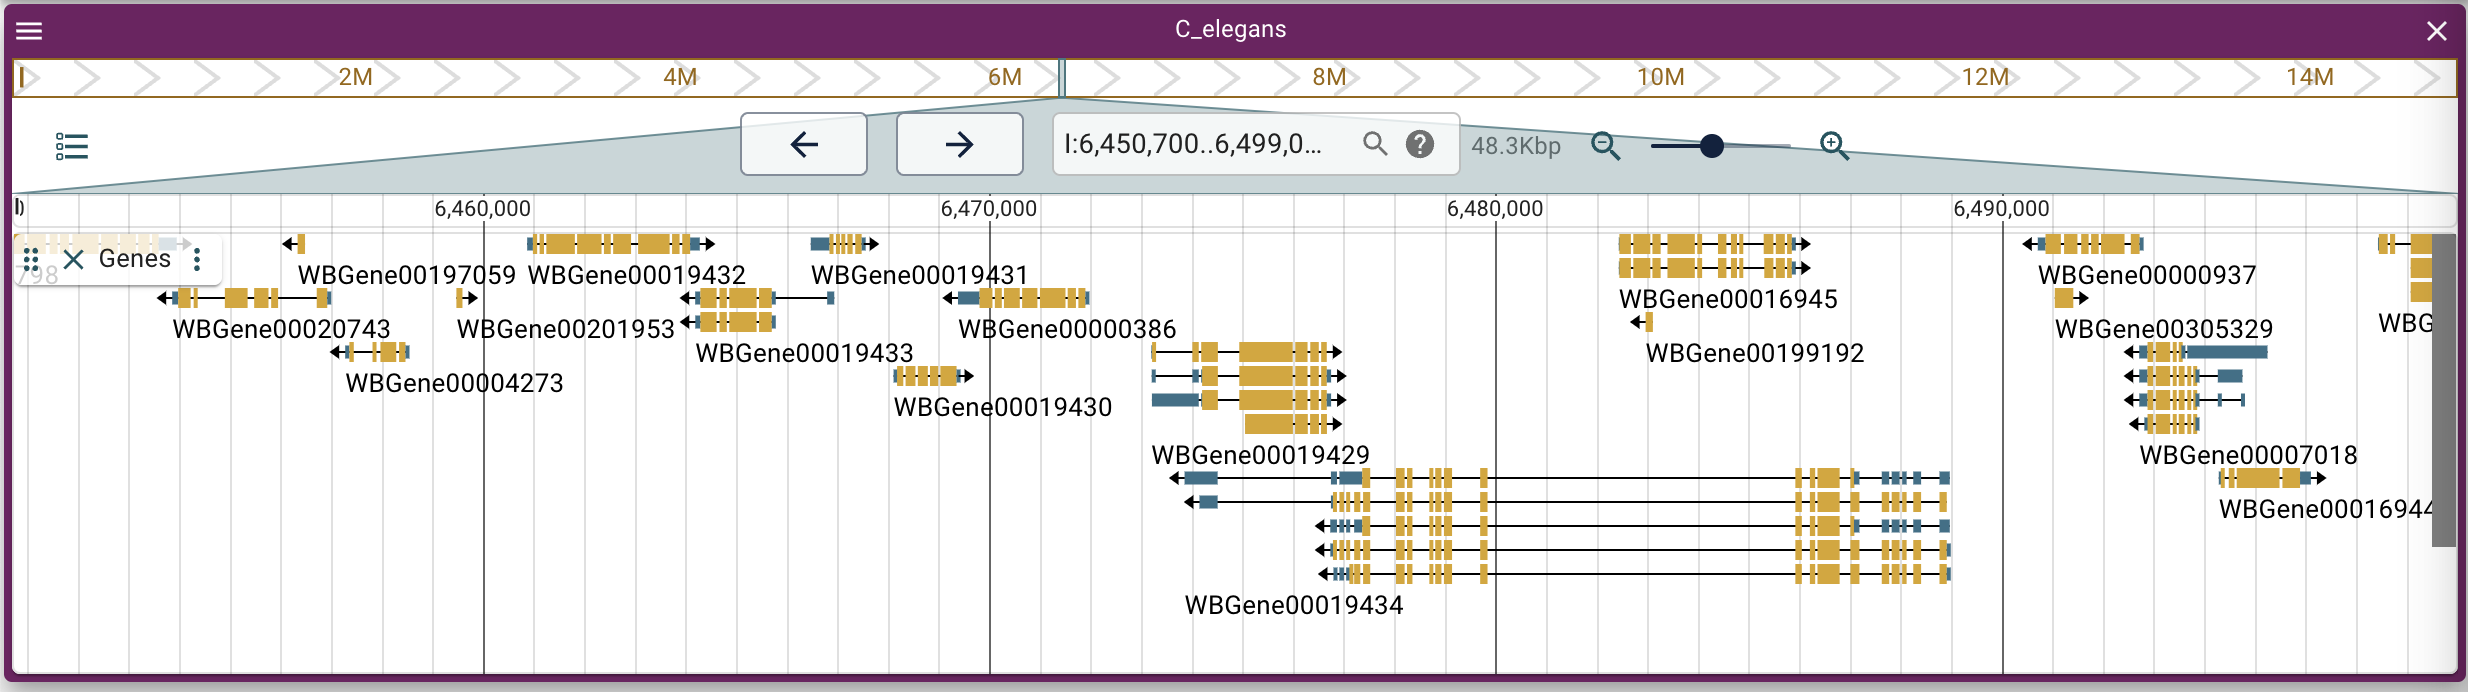 C_elegans
I 2M 4M 6M 8M 10M 12M 14M
I:6,450,700..6,499,0... 48.3Kbp
I 6,460,000 6,470,000 6,480,000 6,490,000
Genes
798
WBGene00197059 WBGene00019432 WBGene00019431 WBGene00000937
WBGene00016945
WBGene00020743 WBGene00201953 WBGene00000386 WBGene00305329 WBG
WBGene00019433 WBGene00199192
WBGene00004273
WBGene00019430
WBGene00019429 WBGene00007018
WBGene00016944
WBGene00019434